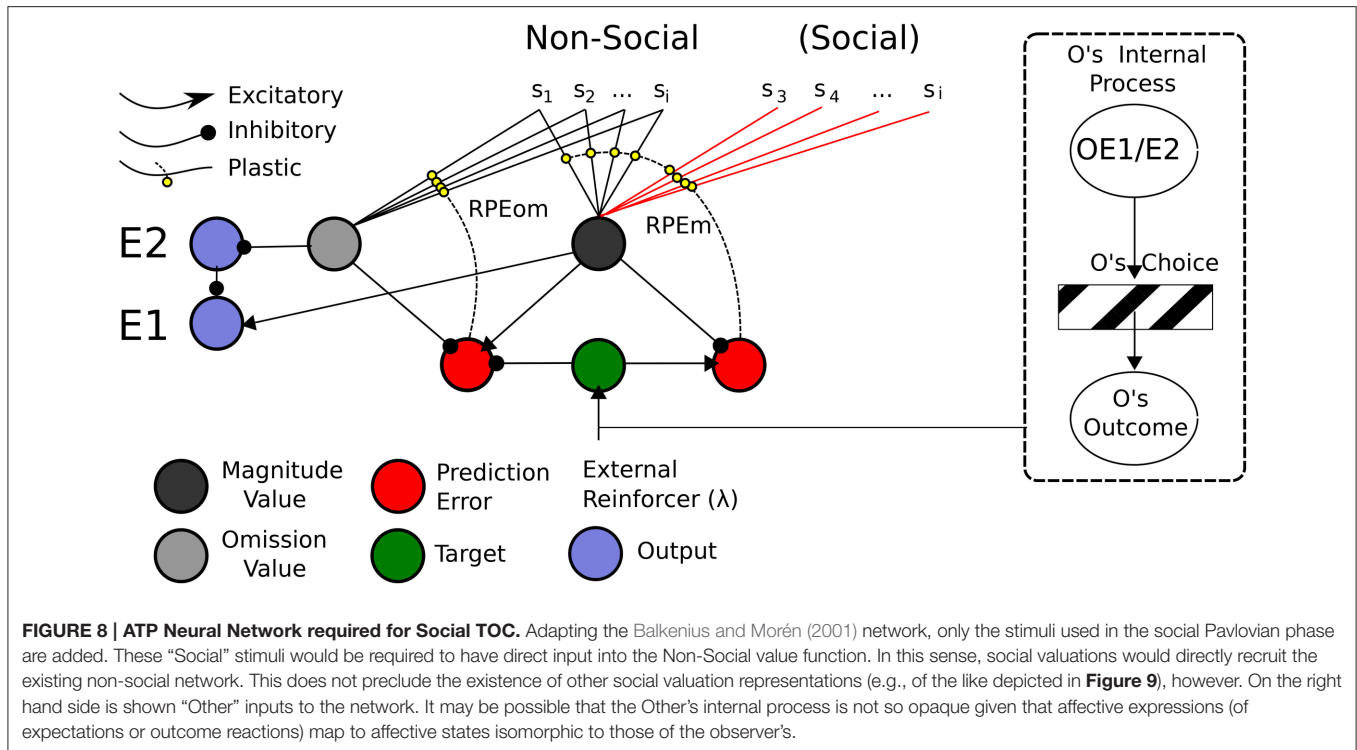 Non-Social (Social)
Excitatory
Inhibitory
Plastic
s1 s2 ... si
s3 s4 ... si
RPEom
RPEm
E2
E1
O's Internal
Process
OE1/E2
O's Choice
O's
Outcome
Magnitude
Value
Prediction
Error
External
Reinforcer (λ)
Omission
Value
Target
Output
FIGURE 8 | ATP Neural Network required for Social TOC. Adapting the Balkenius and Morén (2001) network, only the stimuli used in the social Pavlovian phase
are added. These “Social” stimuli would be required to have direct input into the Non-Social value function. In this sense, social valuations would directly recruit the
existing non-social network. This does not preclude the existence of other social valuation representations (e.g., of the like depicted in Figure 9), however. On the right
hand side is shown “Other” inputs to the network. It may be possible that the Other’s internal process is not so opaque given that affective expressions (of
expectations or outcome reactions) map to affective states isomorphic to those of the observer’s.